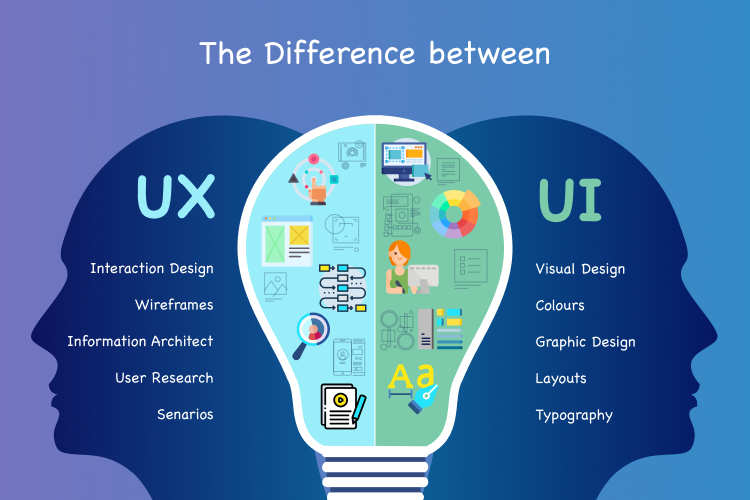 The Difference between
UX
Interaction Design
Wireframes
Information Architect
User Research
Senarios
Aa
UI
Visual Design
Colours
Graphic Design
Layouts
Typography